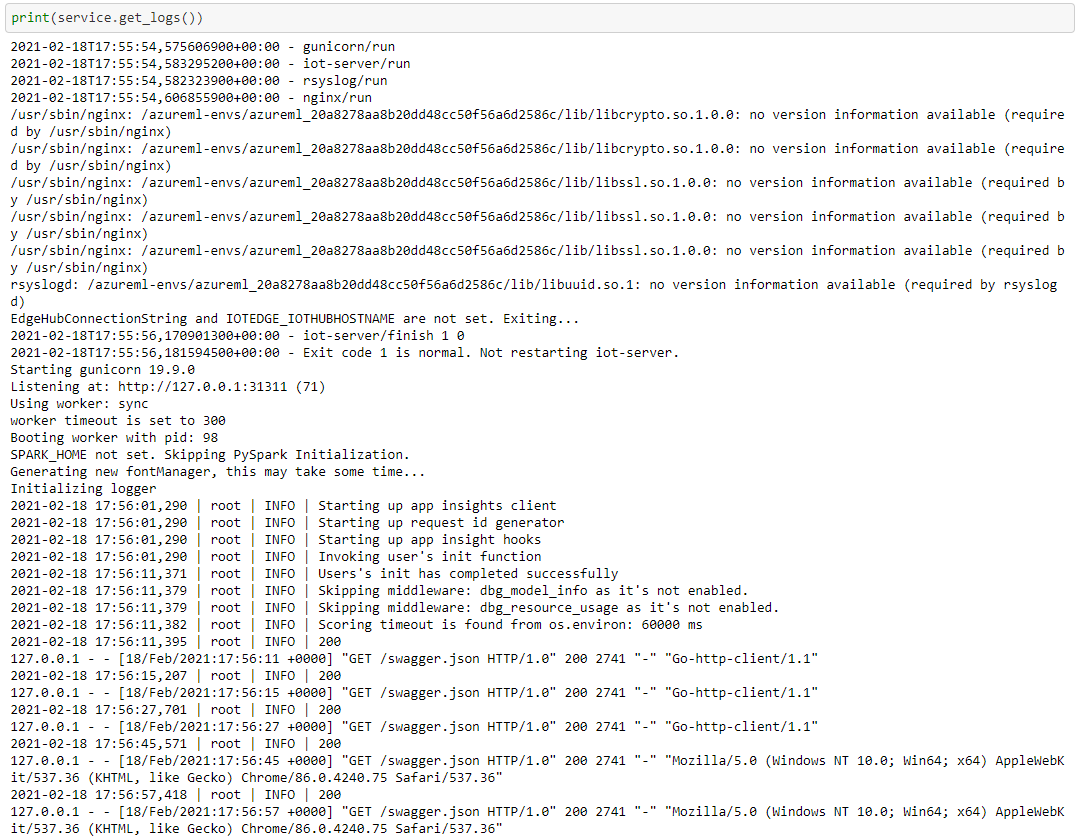 print(service.get_logs())
2021-02-18T17:55:54,575606900+00:00 - gunicorn/run
2021-02-18T17:55:54,583295200+00:00 - iot-server/run
2021-02-18T17:55:54,582323900+00:00 - rsyslog/run
2021-02-18T17:55:54,606855900+00:00 - nginx/run
/usr/sbin/nginx: /azureml-envs/azureml_20a8278aa8b20dd48cc50f56a6d2586c/lib/libcrypto.so.1.0.0: no version information available (require
d by /usr/sbin/nginx)
/usr/sbin/nginx: /azureml-envs/azureml_20a8278aa8b20dd48cc50f56a6d2586c/lib/libcrypto.so.1.0.0: no version information available (require
d by /usr/sbin/nginx)
/usr/sbin/nginx: /azureml-envs/azureml_20a8278aa8b20dd48cc50f56a6d2586c/lib/libssl.so.1.0.0: no version information available (required b
y /usr/sbin/nginx)
/usr/sbin/nginx: /azureml-envs/azureml_20a8278aa8b20dd48cc50f56a6d2586c/lib/libssl.so.1.0.0: no version information available (required b
y /usr/sbin/nginx)
/usr/sbin/nginx: /azureml-envs/azureml_20a8278aa8b20dd48cc50f56a6d2586c/lib/libssl.so.1.0.0: no version information available (required b
y /usr/sbin/nginx)
rsyslogd: /azureml-envs/azureml_20a8278aa8b20dd48cc50f56a6d2586c/lib/libuuid.so.1: no version information available (required by rsyslog
d)
EdgeHubConnectionString and IOTEDGE_IOTHUBHOSTNAME are not set. Exiting...
2021-02-18T17:55:56,170901300+00:00 - iot-server/finish 1 0
2021-02-18T17:55:56,181594500+00:00 - Exit code 1 is normal. Not restarting iot-server.
Starting gunicorn 19.9.0
Listening at: http://127.0.0.1:31311 (71)
Using worker: sync
worker timeout is set to 300
Booting worker with pid: 98
SPARK_HOME not set. Skipping PySpark Initialization.
Generating new fontManager, this may take some time...
Initializing logger
2021-02-18 17:56:01,290 | root | INFO | Starting up app insights client
2021-02-18 17:56:01,290 | root | INFO | Starting up request id generator
2021-02-18 17:56:01,290 | root | INFO | Starting up app insight hooks
2021-02-18 17:56:01,290 | root | INFO | Invoking user's init function
2021-02-18 17:56:11,371 | root | INFO | Users's init has completed successfully
2021-02-18 17:56:11,379 | root | INFO | Skipping middleware: dbg_model_info as it's not enabled.
2021-02-18 17:56:11,379 | root | INFO | Skipping middleware: dbg_resource_usage as it's not enabled.
2021-02-18 17:56:11,382 | root | INFO | Scoring timeout is found from os.environ: 60000 ms
2021-02-18 17:56:11,395 | root | INFO | 200
127.0.0.1 - - [18/Feb/2021:17:56:11 +0000] "GET /swagger.json HTTP/1.0" 200 2741 "-" "Go-http-client/1.1"
2021-02-18 17:56:15,207 | root | INFO | 200
127.0.0.1 - - [18/Feb/2021:17:56:15 +0000] "GET /swagger.json HTTP/1.0" 200 2741 "-" "Go-http-client/1.1"
2021-02-18 17:56:27,701 | root | INFO | 200
127.0.0.1 - - [18/Feb/2021:17:56:27 +0000] "GET /swagger.json HTTP/1.0" 200 2741 "-" "Go-http-client/1.1"
2021-02-18 17:56:45,571 | root | INFO | 200
127.0.0.1 - - [18/Feb/2021:17:56:45 +0000] "GET /swagger.json HTTP/1.0" 200 2741 "-" "Mozilla/5.0 (Windows NT 10.0; Win64; x64) AppleWebK
it/537.36 (KHTML, like Gecko) Chrome/86.0.4240.75 Safari/537.36"
2021-02-18 17:56:57,418 | root | INFO | 200
127.0.0.1 - - [18/Feb/2021:17:56:57 +0000] "GET /swagger.json HTTP/1.0" 200 2741 "-" "Mozilla/5.0 (Windows NT 10.0; Win64; x64) AppleWebK
it/537.36 (KHTML, like Gecko) Chrome/86.0.4240.75 Safari/537.36"